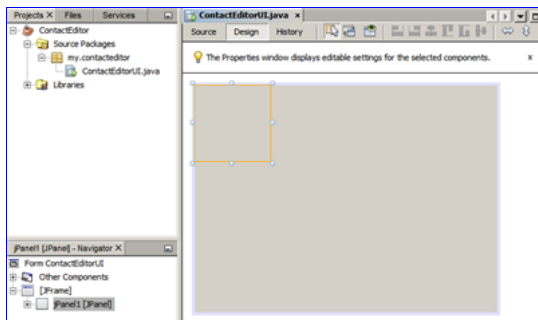 Projects × Files Services
ContactEditor
Source Packages
my.contacteditor
ContactEditorUI.java
Libraries
jPanel1 [JPanel] - Navigator ×
Form ContactEditorUI
Other Components
[JFrame]
jPanel1 [JPanel]
ContactEditorUI.java ×
Source Design History
The Properties window displays editable settings for the selected components. x